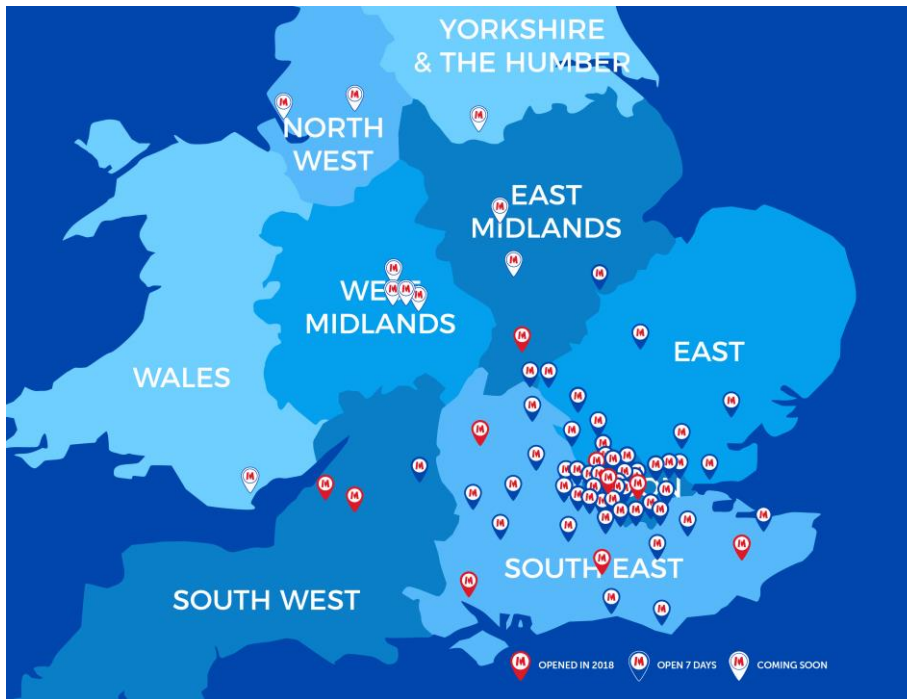 YORKSHIRE
& THE HUMBER
NORTH
WEST
EAST
MIDLANDS
MIDLANDS
EAST
WALES
SOUTH EAST
SOUTH WEST
OPENED IN 2018
OPEN 7 DAYS
COMING SOON